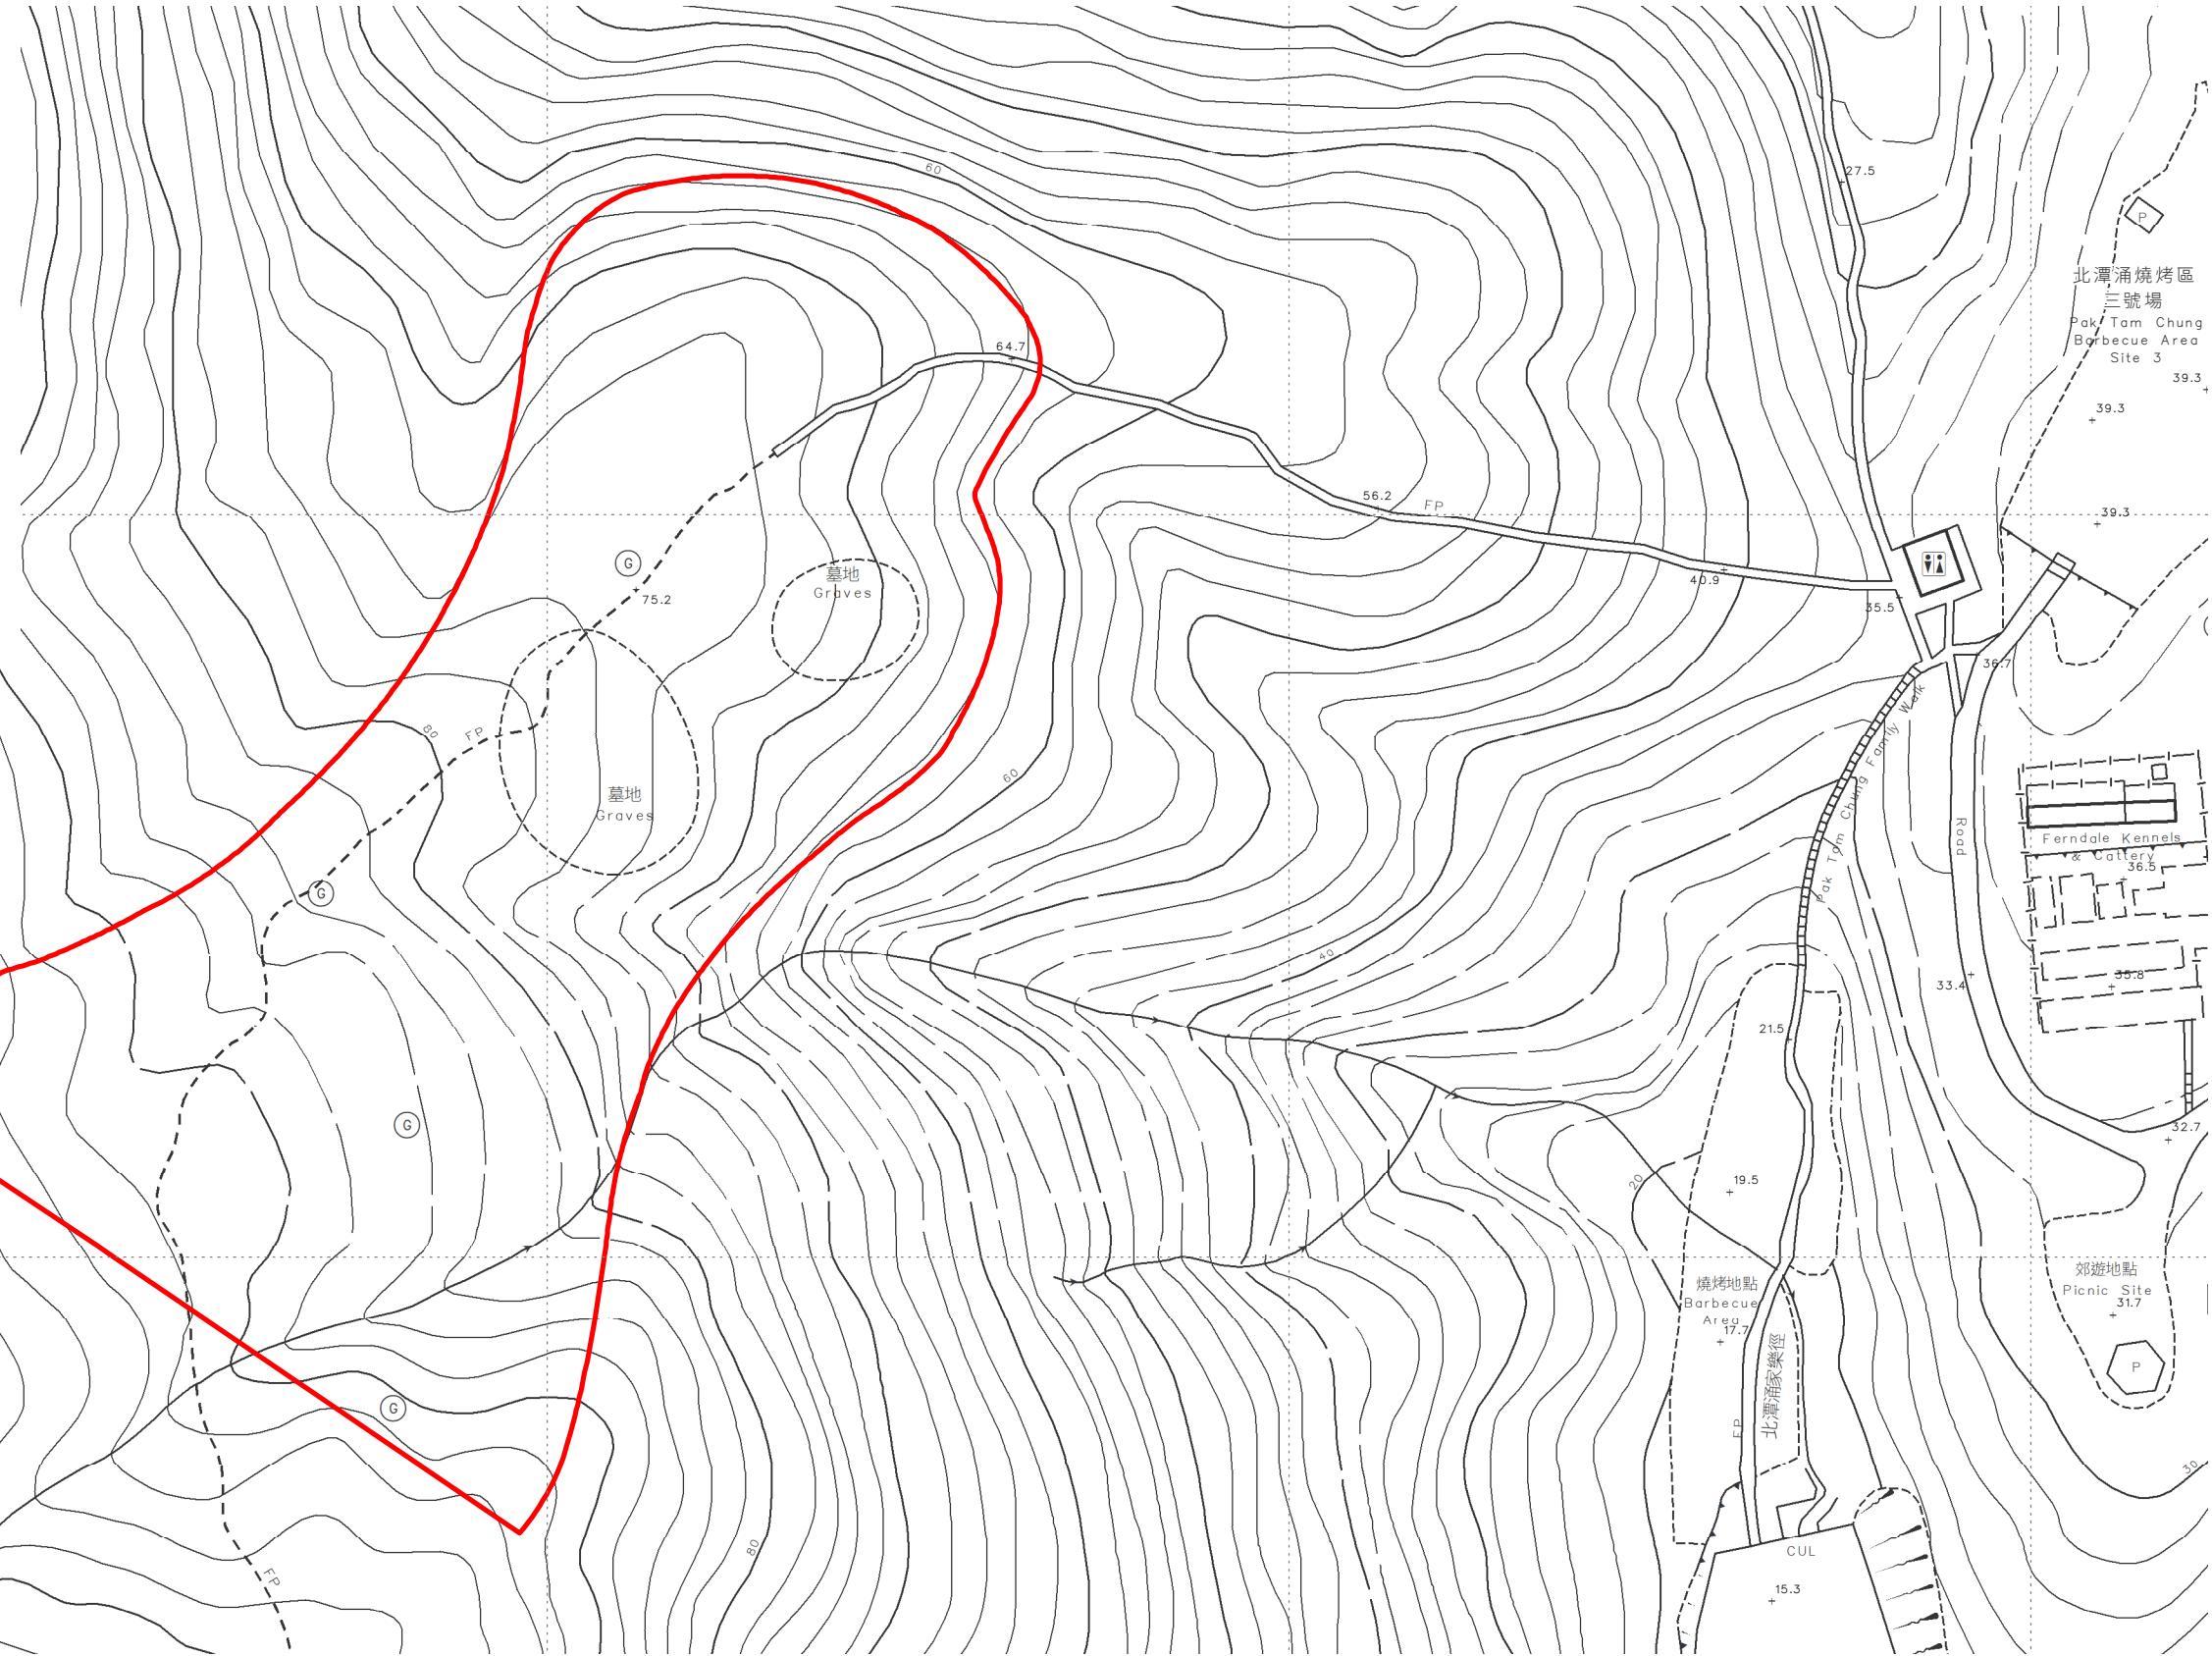 60
27.5
P
北潭涌燒烤區
三號場
Pak Tam Chung
Barbecue Area
Site 3
39.3
39.3
64.7
56.2
FP
39.3
G
75.2
墓地
Graves
40.9
35.5
36.7
80
FP
墓地
Graves
60
Pak Tam Chung Family Walk
Road
Ferndale Kennels
& Cattery
36.5
G
40
33.4
35.8
21.5
G
32.7
20
19.5
燒烤地點
Barbecue
Area
17.7
郊遊地點
Picnic Site
31.7
P
北潭涌家樂徑
FP
G
30
80
CUL
FP
15.3